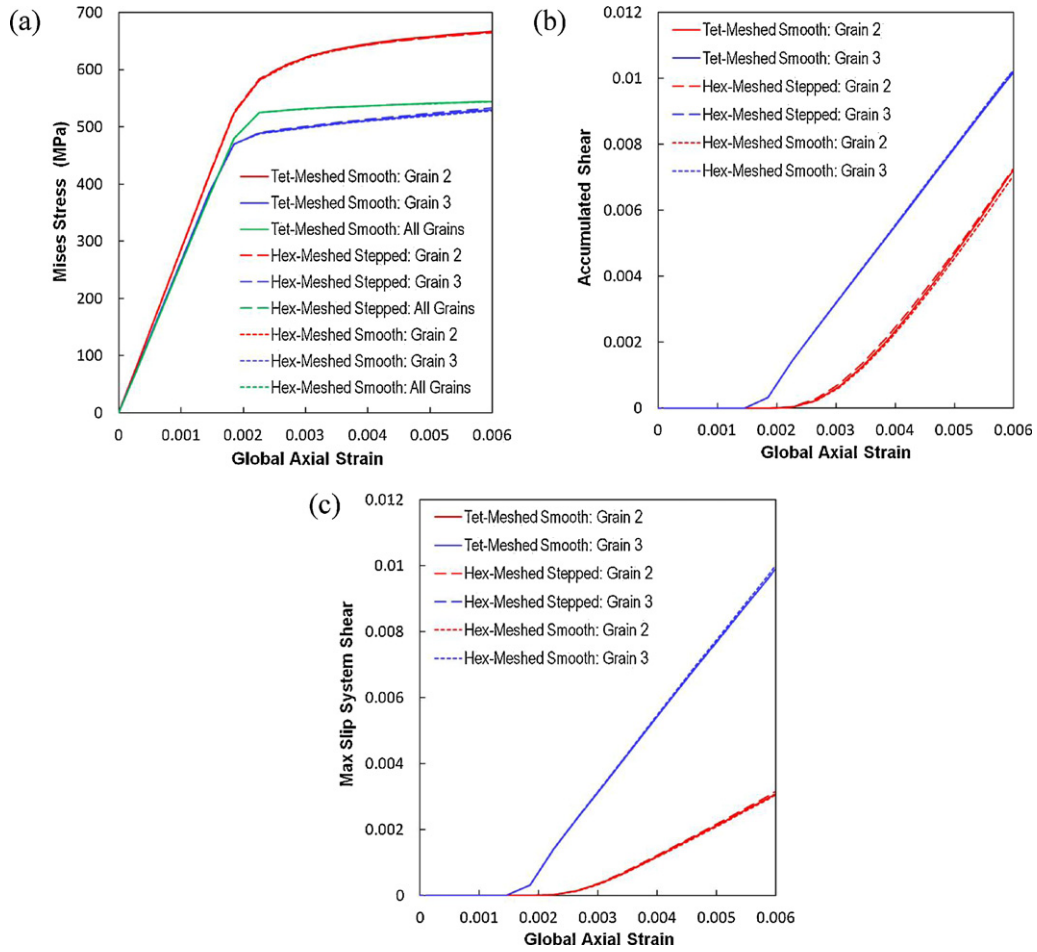 (a)
700
600
500
400
300
200
100
0
Mises Stress (MPa)
Tet-Meshed Smooth: Grain 2
Tet-Meshed Smooth: Grain 3
Tet-Meshed Smooth: All Grains
Hex-Meshed Stepped: Grain 2
Hex-Meshed Stepped: Grain 3
Hex-Meshed Stepped: All Grains
Hex-Meshed Smooth: Grain 2
Hex-Meshed Smooth: Grain 3
Hex-Meshed Smooth: All Grains
0 0.001 0.002 0.003 0.004 0.005 0.006
Global Axial Strain
(b)
0.012
0.01
0.008
0.006
0.004
0.002
0
Accumulated Shear
Tet-Meshed Smooth: Grain 2
Tet-Meshed Smooth: Grain 3
Hex-Meshed Stepped: Grain 2
Hex-Meshed Stepped: Grain 3
Hex-Meshed Smooth: Grain 2
Hex-Meshed Smooth: Grain 3
0 0.001 0.002 0.003 0.004 0.005 0.006
Global Axial Strain
(c)
0.012
0.01
0.008
0.006
0.004
0.002
0
Max Slip System Shear
Tet-Meshed Smooth: Grain 2
Tet-Meshed Smooth: Grain 3
Hex-Meshed Stepped: Grain 2
Hex-Meshed Stepped: Grain 3
Hex-Meshed Smooth: Grain 2
Hex-Meshed Smooth: Grain 3
0 0.001 0.002 0.003 0.004 0.005 0.006
Global Axial Strain